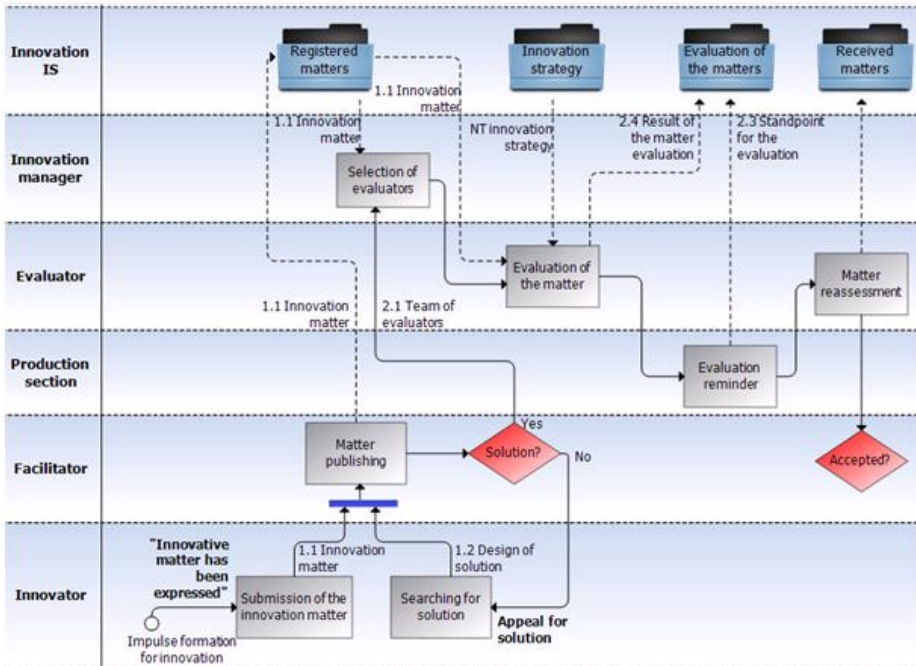 Innovation
IS
Registered
matters
Innovation
strategy
Evaluation of
the matters
Received
matters
1.1 Innovation
matter
1.1 Innovation
matter
NT innovation
strategy
2.4 Result of
the matter
evaluation
2.3 Standpoint
for the
evaluation
Innovation
manager
Selection of
evaluators
Evaluator
Evaluation of
the matter
Matter
reassessment
1.1 Innovation
matter
2.1 Team of
evaluators
Production
section
Evaluation
reminder
Facilitator
Matter
publishing
Solution?
Yes
No
Accepted?
Innovator
"Innovative
matter has
been
expressed"
1.1 Innovation
matter
1.2 Design of
solution
Submission of the
innovation matter
Searching for
solution
Appeal for
solution
Impulse formation
for innovation